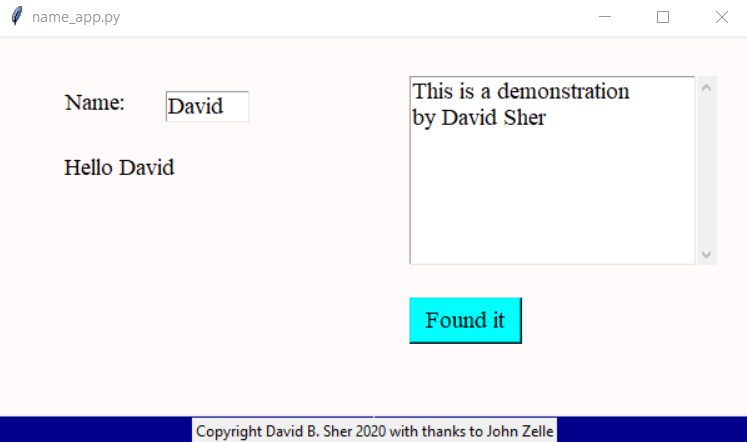 name_app.py
Name: David
Hello David
This is a demonstration
by David Sher
Found it
Copyright David B. Sher 2020 with thanks to John Zelle